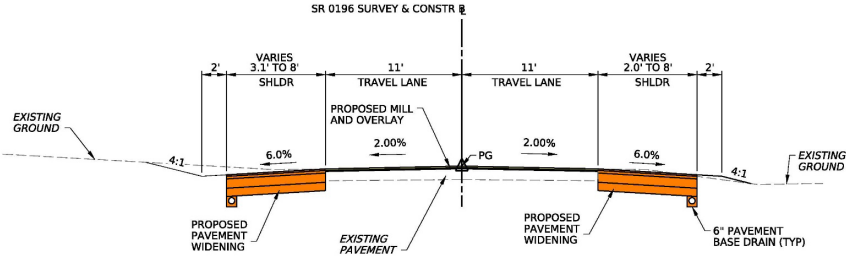 SR 0196 SURVEY & CONSTR ℄
VARIES
3.1' TO 8'
2'
SHLDR
11'
TRAVEL LANE
11'
TRAVEL LANE
VARIES
2.0' TO 8'
SHLDR
2'
EXISTING
GROUND
PROPOSED MILL
AND OVERLAY
4:1
6.0%
2.00%
PG
2.00%
6.0%
4:1
EXISTING
GROUND
PROPOSED
PAVEMENT
WIDENING
EXISTING
PAVEMENT
PROPOSED
PAVEMENT
WIDENING
6" PAVEMENT
BASE DRAIN (TYP)